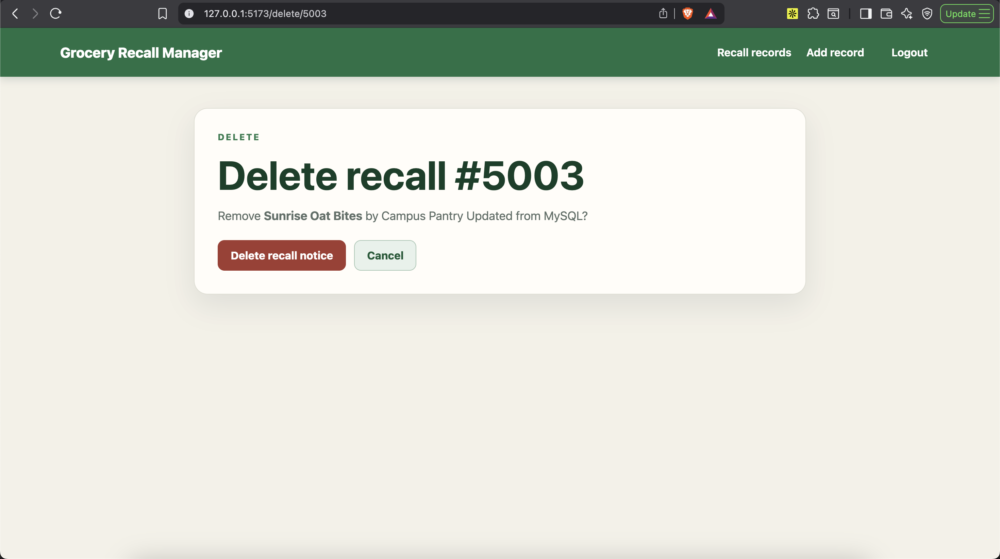 127.0.0.1:5173/delete/5003
Update
Grocery Recall Manager
Recall records
Add record
Logout
DELETE
Delete recall #5003
Remove Sunrise Oat Bites by Campus Pantry Updated from MySQL?
Delete recall notice
Cancel